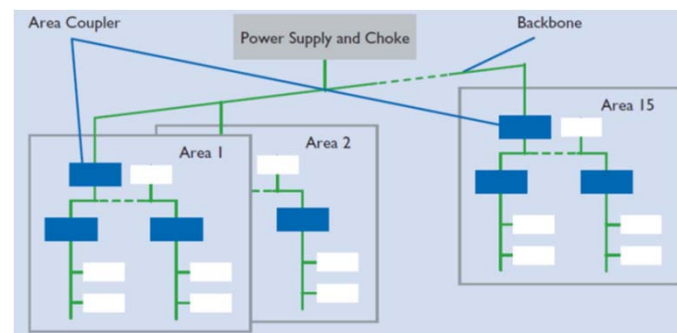 Area Coupler
Power Supply and Choke
Backbone
Area 1
Area 2
Area 15